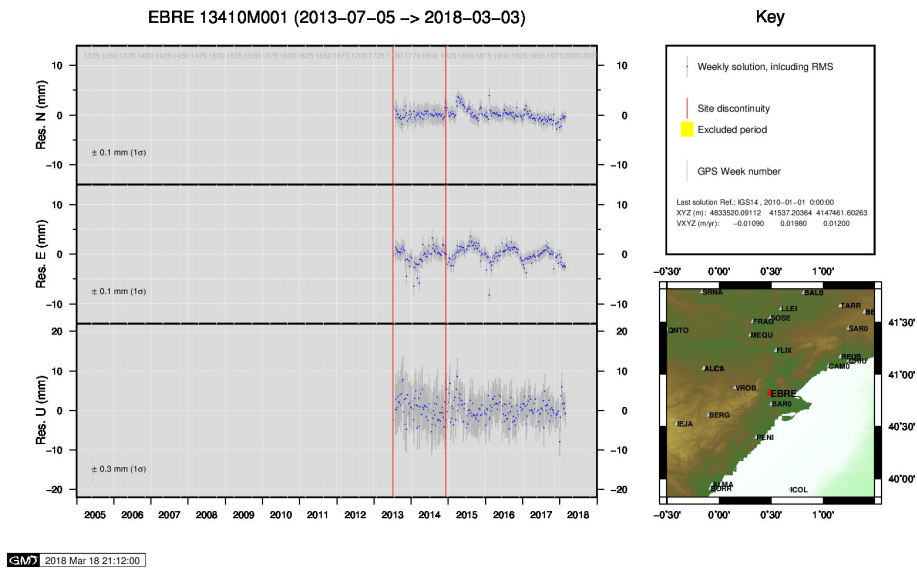 EBRE 13410M001 (2013−07−05 −> 2018−03−03)
Key
Res. N (mm)
10
0
−10
10
0
−10
± 0.1 mm (1σ)
Res. E (mm)
10
0
−10
10
0
−10
± 0.1 mm (1σ)
Res. U (mm)
20
10
0
−10
−20
20
10
0
−10
−20
± 0.3 mm (1σ)
2005 2006 2007 2008 2009 2010 2011 2012 2013 2014 2015 2016 2017 2018
Weekly solution, inlcuding RMS
Site discontinuity
Excluded period
GPS Week number
Last solution Ref.: IGS14 , 2010−01−01 0:00:00
XYZ (m): 4833520.09112 41537.20364 4147461.60263
VXYZ (m/yr): −0.01090 0.01980 0.01200
−0˚30' 0˚00' 0˚30' 1˚00'
SRNA
BAL0
LLEI
TARR
FRAG
SOSE
SAR0
MEQU
FLIX
REUS
CAM0
ALCA
VROB
EBRE
BAR0
BERG
IEJA
PENI
ALMA
BORR
ICOL
41˚30'
41˚00'
40˚30'
40˚00'
−0˚30' 0˚00' 0˚30' 1˚00'
GMT 2018 Mar 18 21:12:00